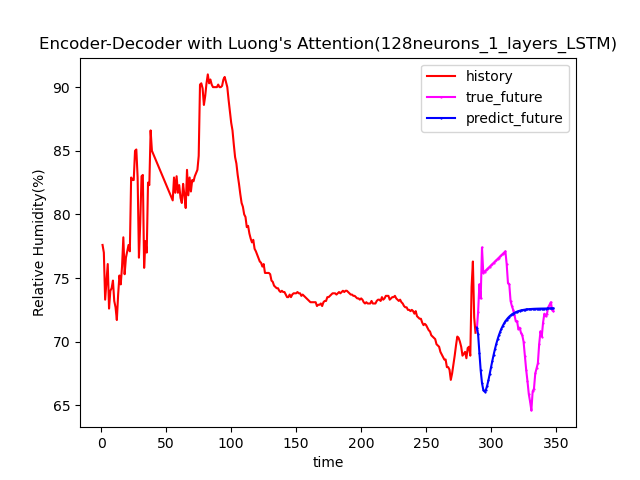 Encoder-Decoder with Luong's Attention(128neurons_1_layers_LSTM)
history
true_future
predict_future
90
85
80
75
70
65
Relative Humidity(%)
0 50 100 150 200 250 300 350
time